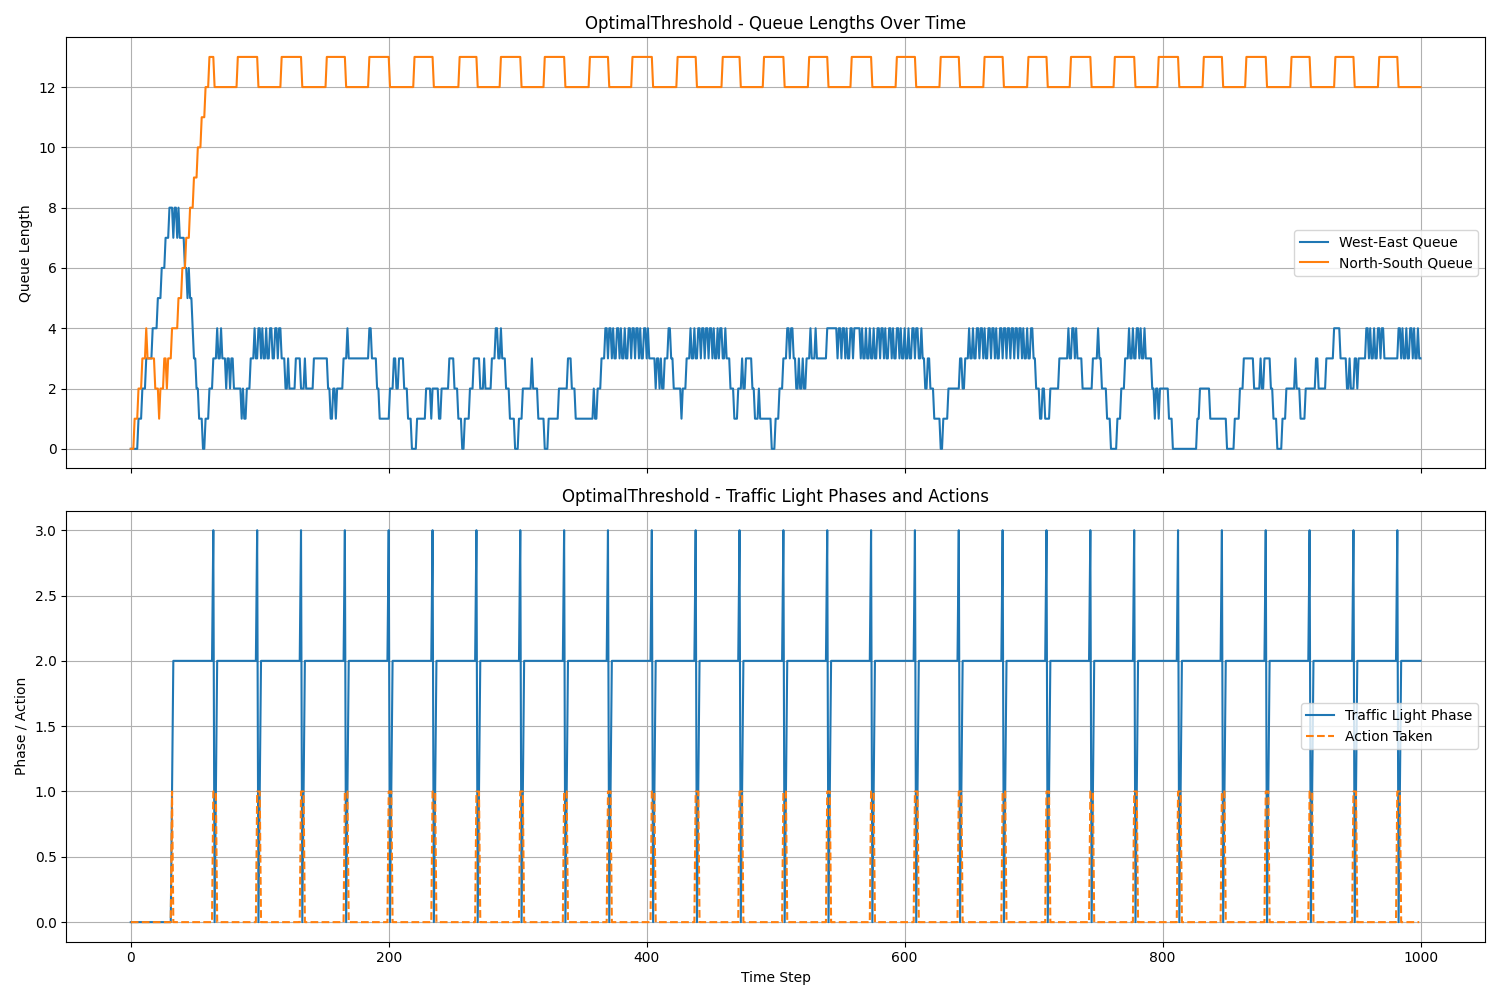 OptimalThreshold - Queue Lengths Over Time
12
10
8
6
4
2
0
Queue Length
West-East Queue
North-South Queue
OptimalThreshold - Traffic Light Phases and Actions
3.0
2.5
2.0
1.5
1.0
0.5
0.0
Phase / Action
Traffic Light Phase
Action Taken
0 200 400 600 800 1000
Time Step